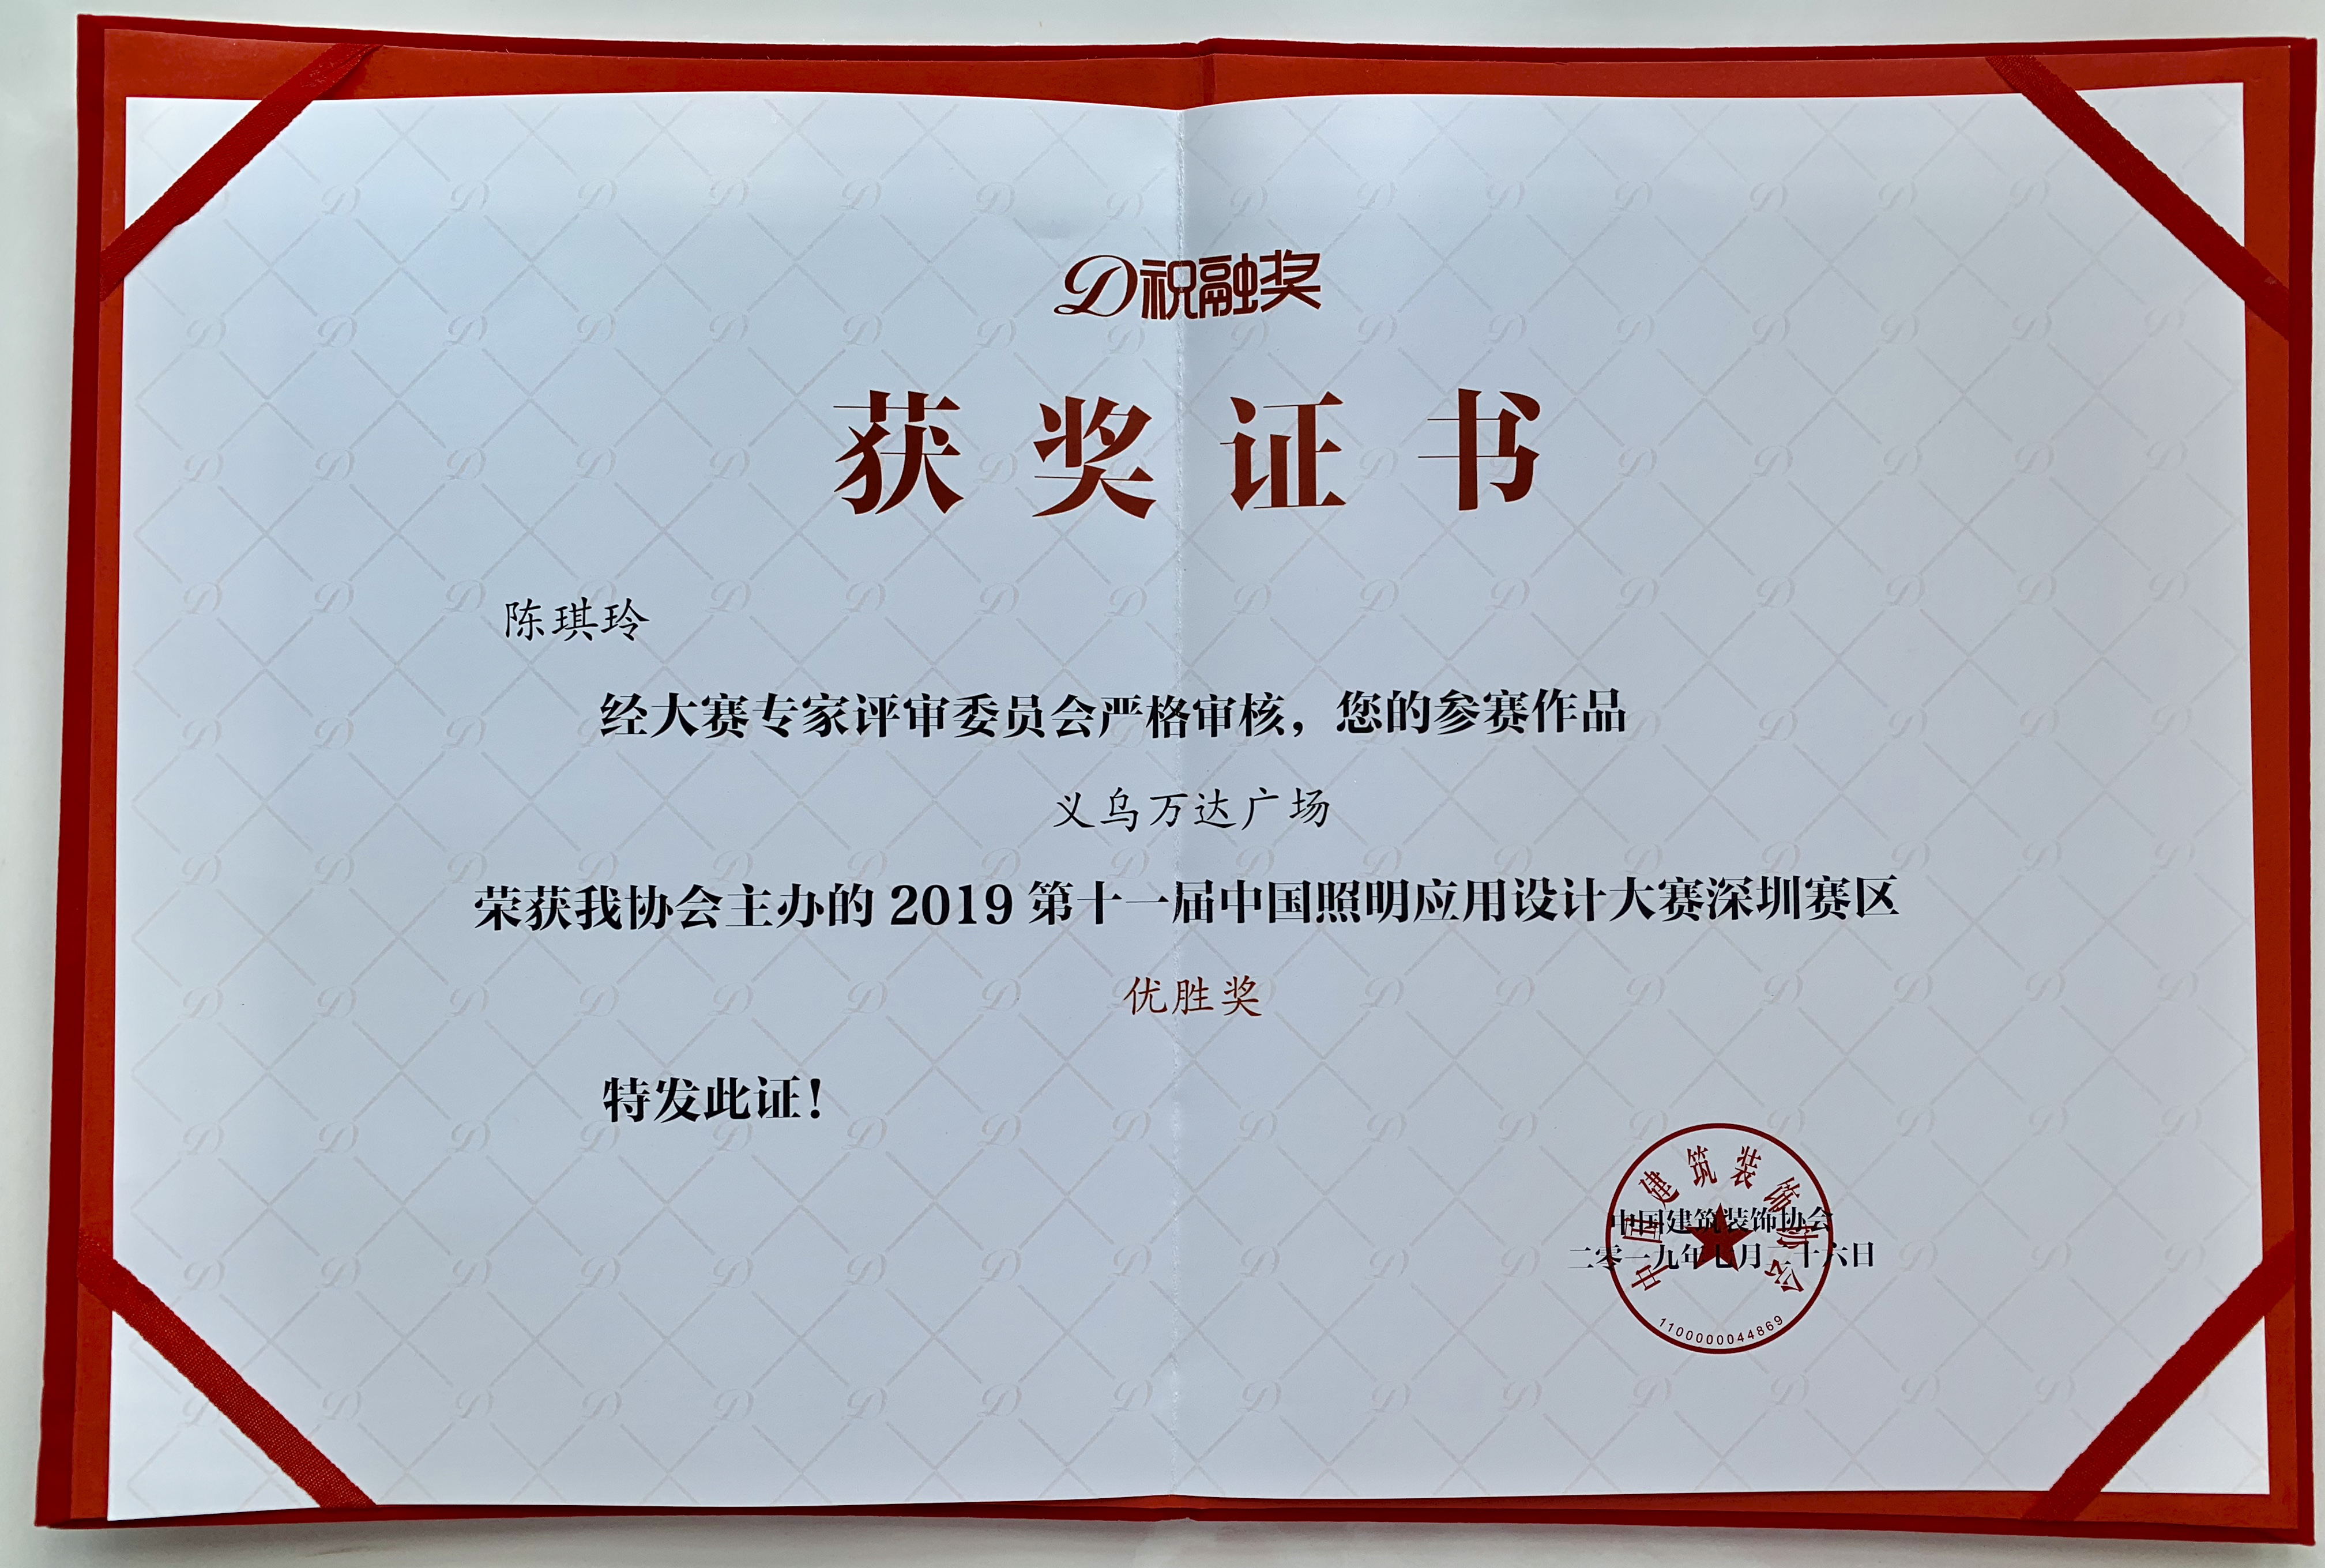 D祝融奖
获奖证书
陈琪玲
经大赛专家评审委员会严格审核，您的参赛作品
义乌万达广场
荣获我协会主办的 2019 第十一届中国照明应用设计大赛深圳赛区
优胜奖
特发此证！
中国建筑装饰协会
中国建筑装饰协会
二零一九年七月二十六日
1100000044869